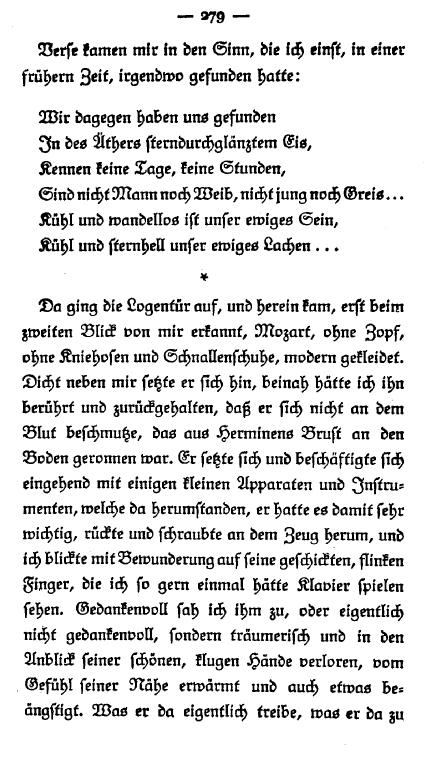 — 279 —
Verse kamen mir in den Sinn, die ich einst, in einer
frühern Zeit, irgendwo gefunden hatte:
Wir dagegen haben uns gefunden
In des Äthers sterndurchglänztem Eis,
Kennen keine Tage, keine Stunden,
Sind nicht Mann noch Weib, nicht jung noch Greis...
Kühl und wandellos ist unser ewiges Sein,
Kühl und sternhell unser ewiges Lachen...
*
Da ging die Logentür auf, und herein kam, erst beim
zweiten Blick von mir erkannt, Mozart, ohne Zopf,
ohne Kniehosen und Schnallenschuhe, modern gekleidet.
Dicht neben mir setzte er sich hin, beinah hätte ich ihn
berührt und zurückgehalten, daß er sich nicht an dem
Blut beschmutze, das aus Herminens Brust an den
Boden geronnen war. Er setzte sich und beschäftigte sich
eingehend mit einigen kleinen Apparaten und Instru-
menten, welche da herumstanden, er hatte es damit sehr
wichtig, rückte und schraubte an dem Zeug herum, und
ich blickte mit Bewunderung auf seine geschickten, flinken
Finger, die ich so gern einmal hätte Klavier spielen
sehen. Gedankenvoll sah ich ihm zu, oder eigentlich
nicht gedankenvoll, sondern träumerisch und in den
Anblick seiner schönen, klugen Hände verloren, vom
Gefühl seiner Nähe erwärmt und auch etwas be-
ängstigt. Was er da eigentlich treibe, was er da zu